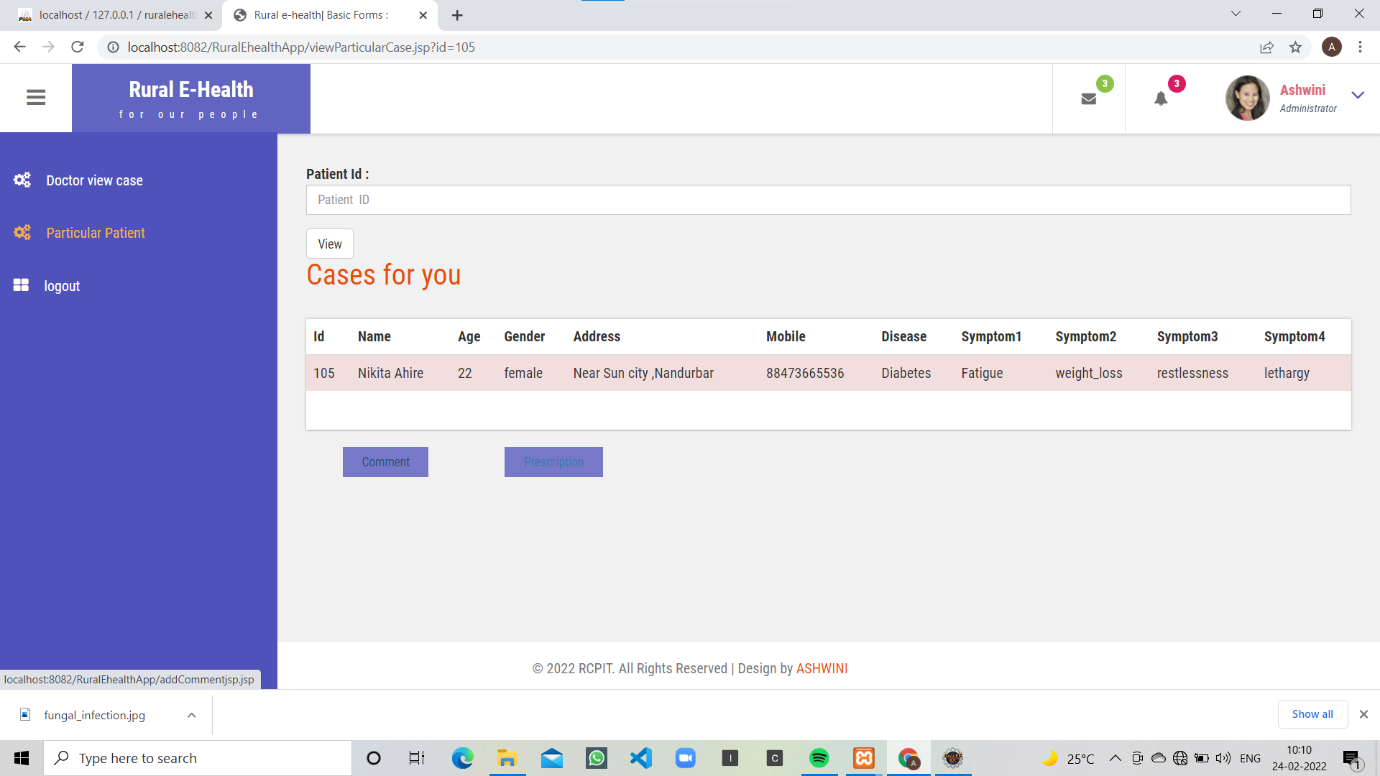 localhost / 127.0.0.1 / ruralehealt
Rural e-health| Basic Forms :
localhost:8082/RuralEhealthApp/viewParticularCase.jsp?id=105
A
Rural E-Health
for our people
3
3
Ashwini
Administrator
Doctor view case
Particular Patient
logout
Patient Id :
Patient ID
View
Cases for you
Id Name Age Gender Address Mobile Disease Symptom1 Symptom2 Symptom3 Symptom4
105 Nikita Ahire 22 female Near Sun city ,Nandurbar 88473665536 Diabetes Fatigue weight_loss restlessness lethargy
Comment Prescription
© 2022 RCPIT. All Rights Reserved | Design by ASHWINI
localhost:8082/RuralEhealthApp/addCommentjsp.jsp
fungal_infection.jpg
Show all
Type here to search
I
C
A
25°C
ENG
10:10
24-02-2022
1